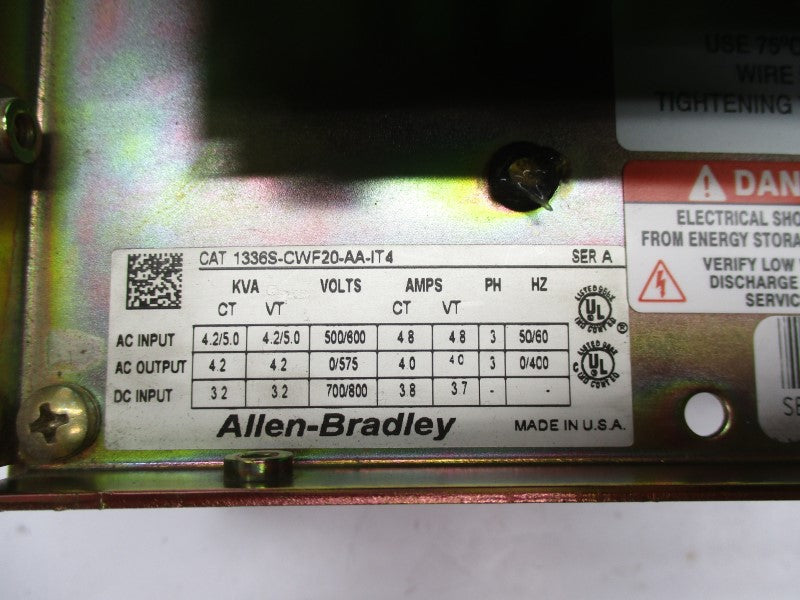 USE 75°C
WIRE
TIGHTENING
DAN
ELECTRICAL SHO
FROM ENERGY STORA
VERIFY LOW
DISCHARGE
SERVIC
CAT 1336S-CWF20-AA-IT4 SER A
KVA VOLTS AMPS PH HZ
CT VT CT VT
AC INPUT 4.2/5.0 4.2/5.0 500/600 4.8 4.8 3 50/60
AC OUTPUT 4.2 4.2 0/575 4.0 4.0 3 0/400
DC INPUT 3.2 3.2 700/800 3.8 3.7 - -
Allen-Bradley MADE IN U.S.A.
UL
®
UL
SE